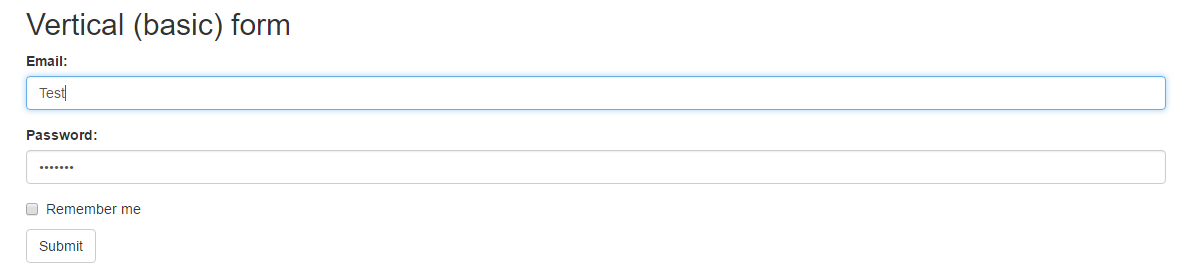 Vertical (basic) form
Email:
Test
Password:
•••••••
Remember me
Submit